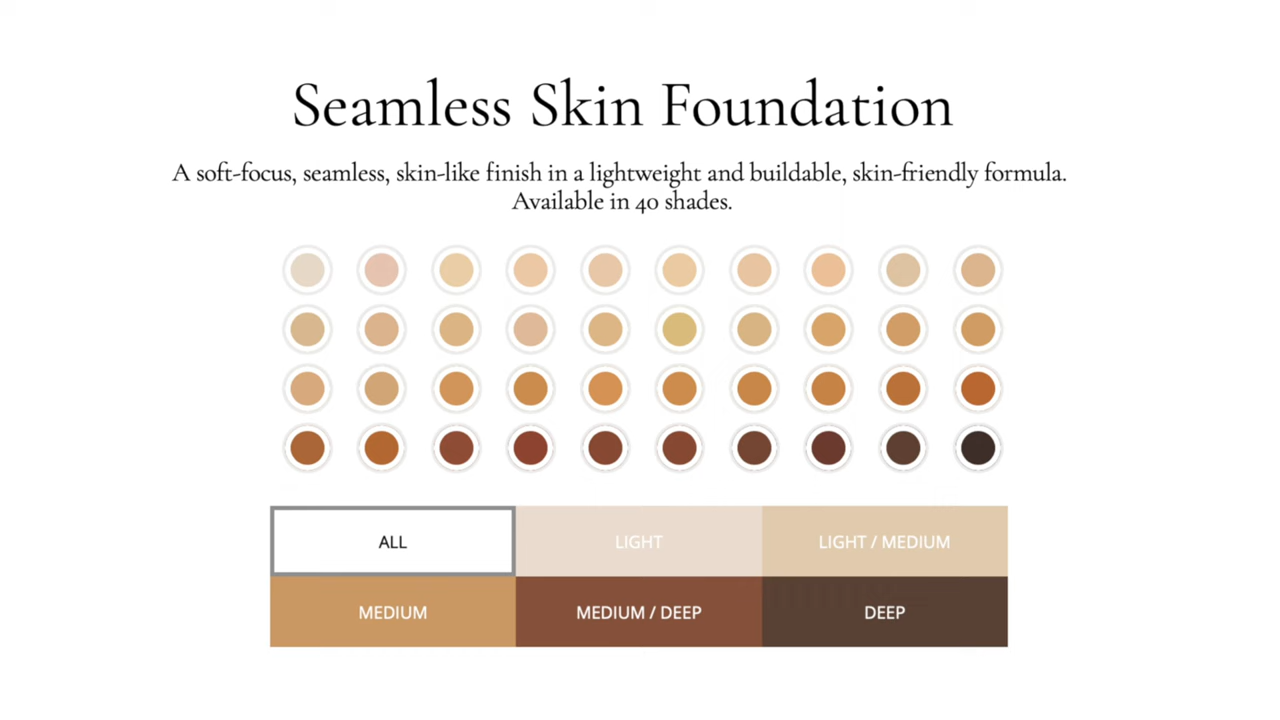 Seamless Skin Foundation
A soft-focus, seamless, skin-like finish in a lightweight and buildable, skin-friendly formula.
Available in 40 shades.
ALL
LIGHT
LIGHT / MEDIUM
MEDIUM
MEDIUM / DEEP
DEEP